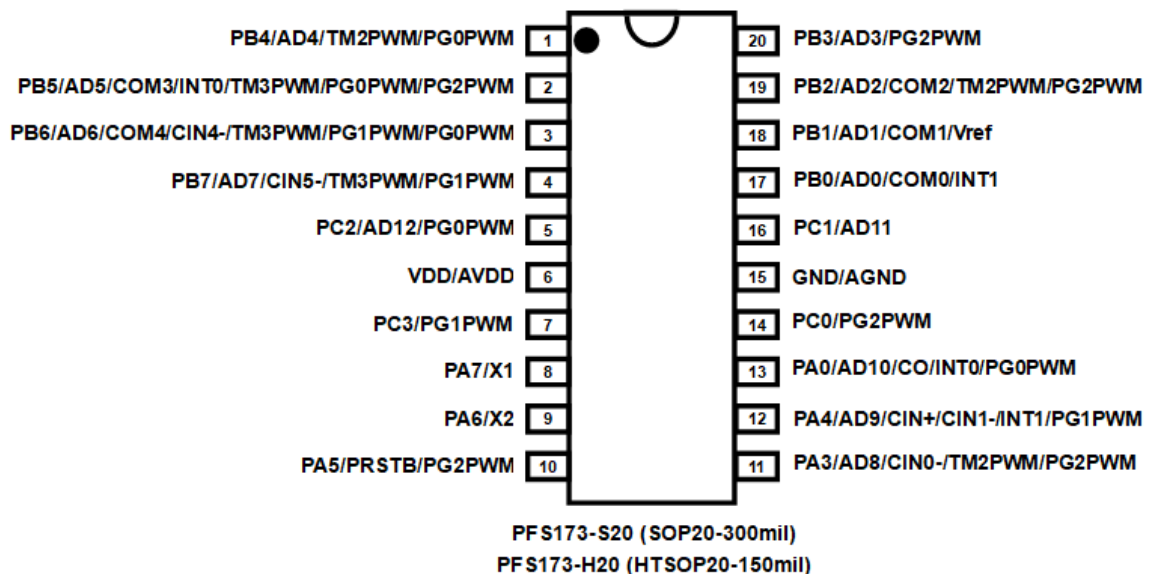 PB4/AD4/TM2PWM/PG0PWM 1 20 PB3/AD3/PG2PWM
PB5/AD5/COM3/INT0/TM3PWM/PG0PWM/PG2PWM 2 19 PB2/AD2/COM2/TM2PWM/PG2PWM
PB6/AD6/COM4/CIN4-/TM3PWM/PG1PWM/PG0PWM 3 18 PB1/AD1/COM1/Vref
PB7/AD7/CIN5-/TM3PWM/PG1PWM 4 17 PB0/AD0/COM0/INT1
PC2/AD12/PG0PWM 5 16 PC1/AD11
VDD/AVDD 6 15 GND/AGND
PC3/PG1PWM 7 14 PC0/PG2PWM
PA7/X1 8 13 PA0/AD10/CO/INT0/PG0PWM
PA6/X2 9 12 PA4/AD9/CIN+/CIN1-/INT1/PG1PWM
PA5/PRSTB/PG2PWM 10 11 PA3/AD8/CIN0-/TM2PWM/PG2PWM
PFS173-S20 (SOP20-300mil)
PFS173-H20 (HTSOP20-150mil)